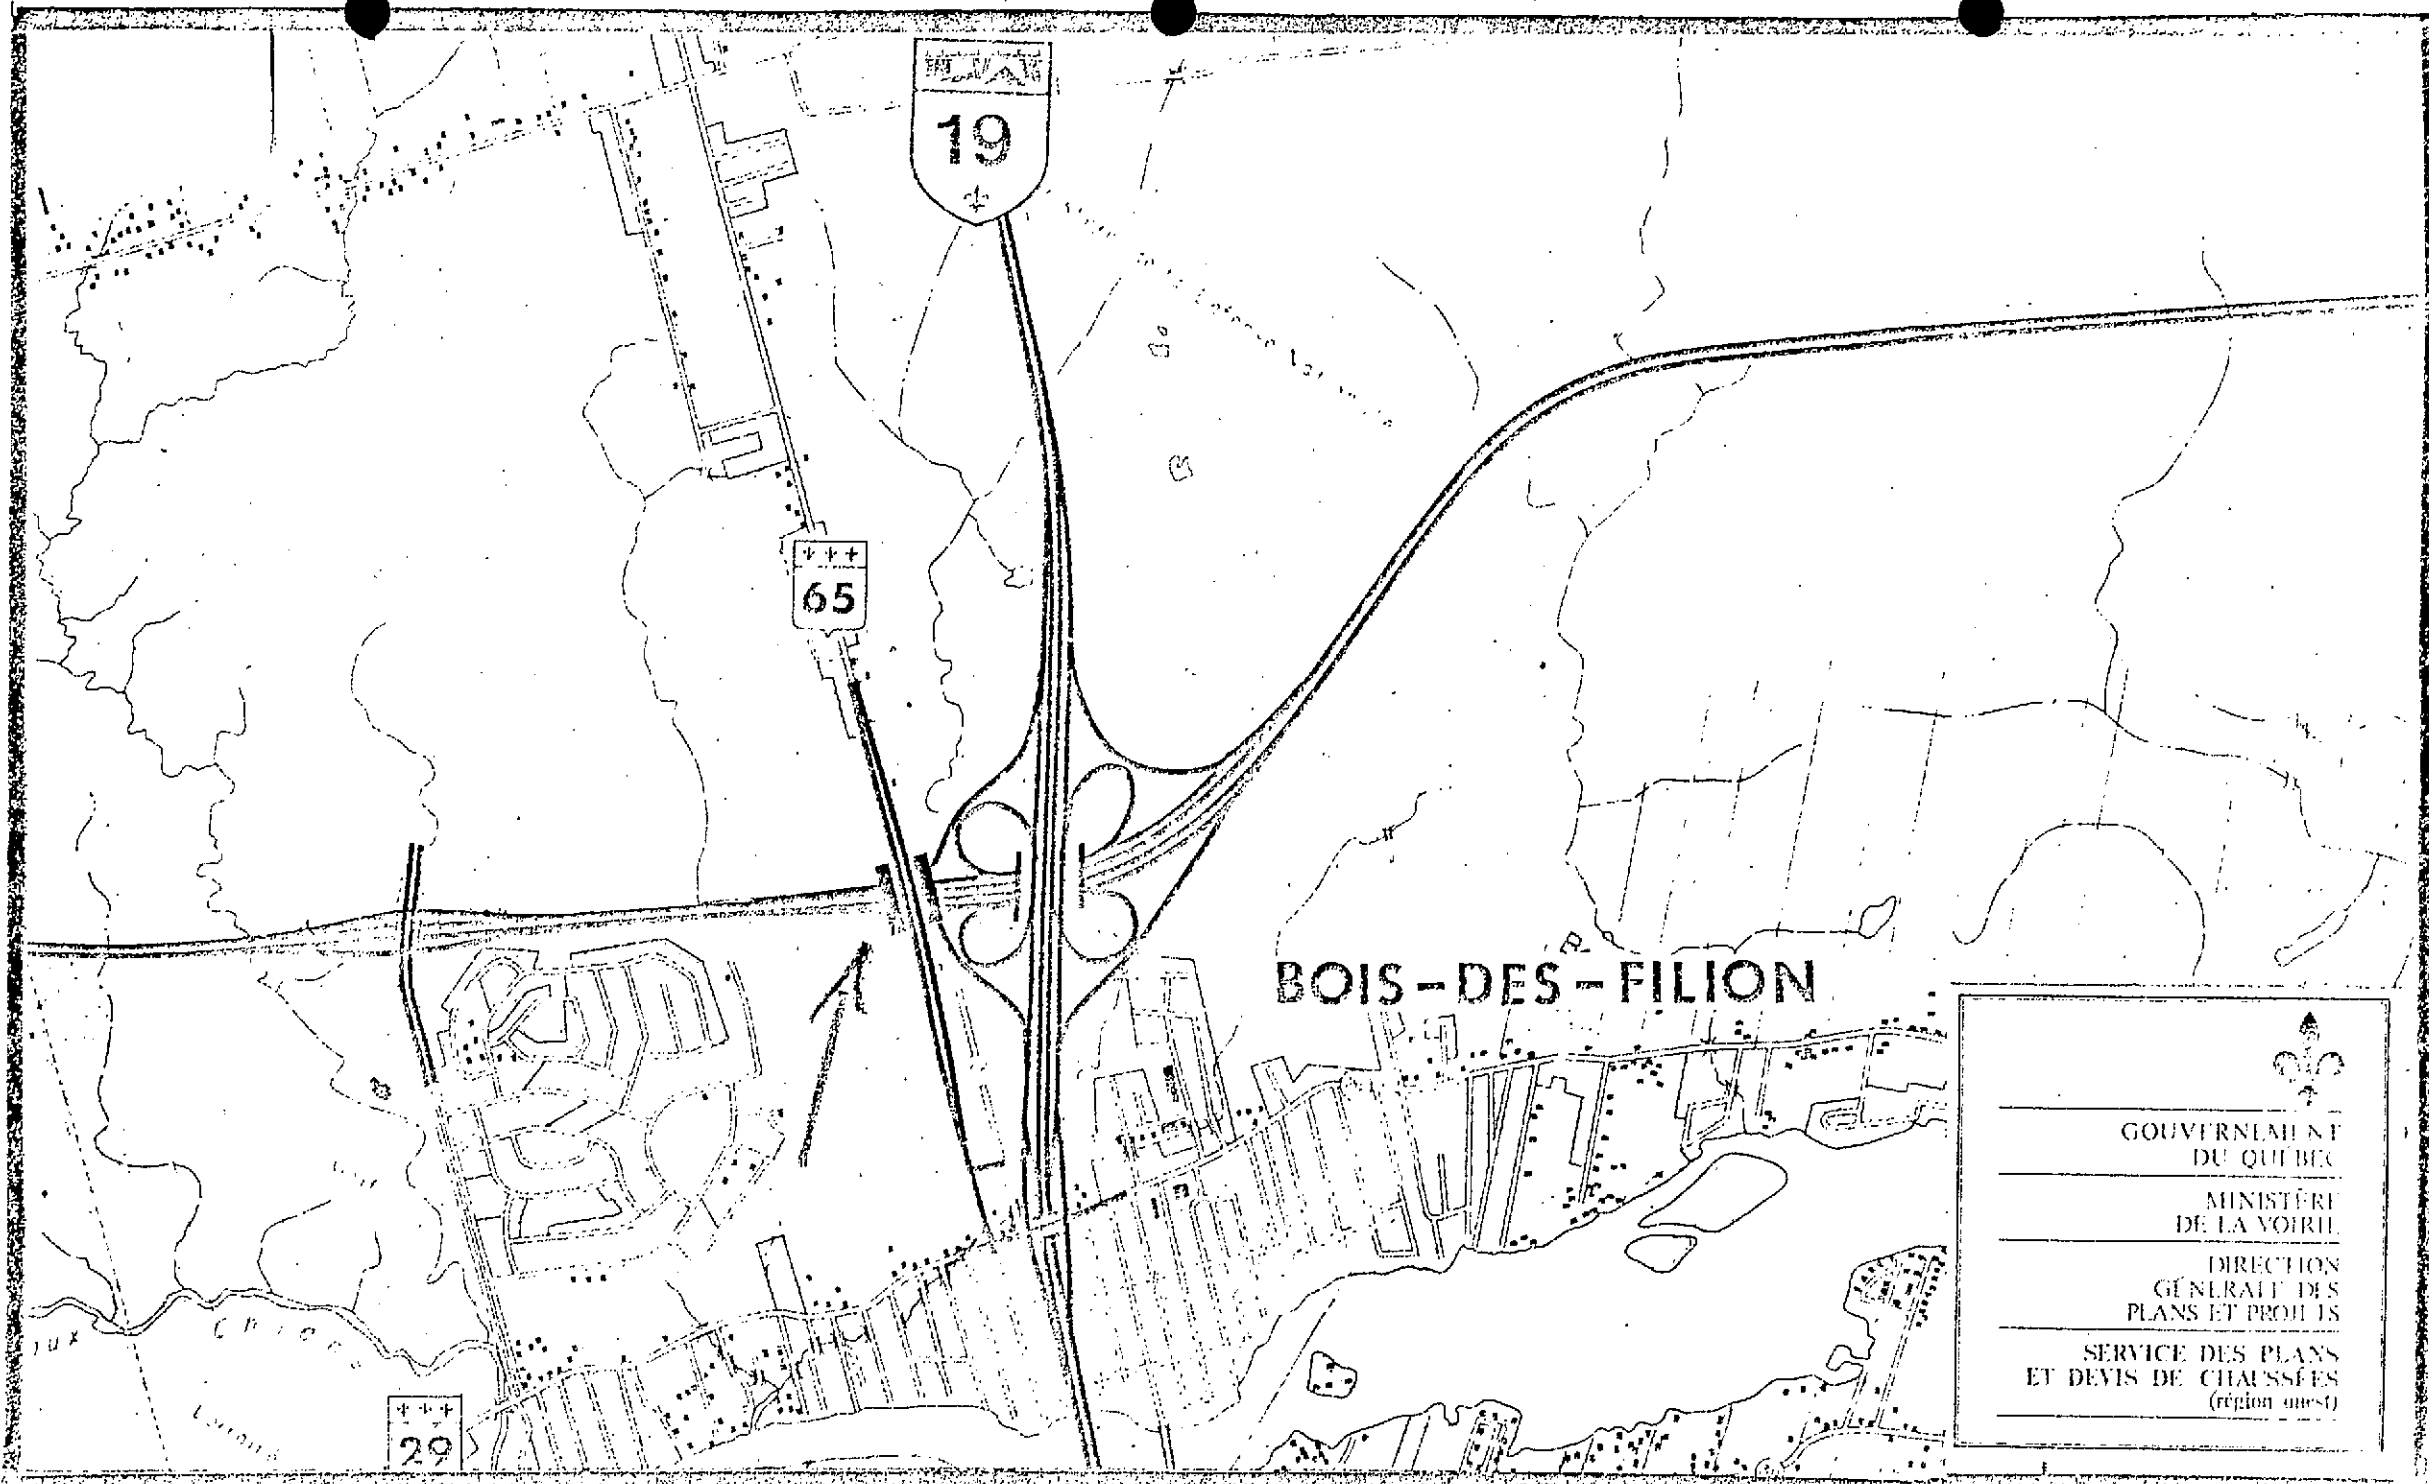 19
65
BOIS-DES-FILION
29
GOUVERNEMENT
DU QUÉBEC
MINISTÈRE
DE LA VOIRIE
DIRECTION
GÉNÉRALE DES
PLANS ET PROJETS
SERVICE DES PLANS
ET DEVIS DE CHAUSSÉES
(région ouest)